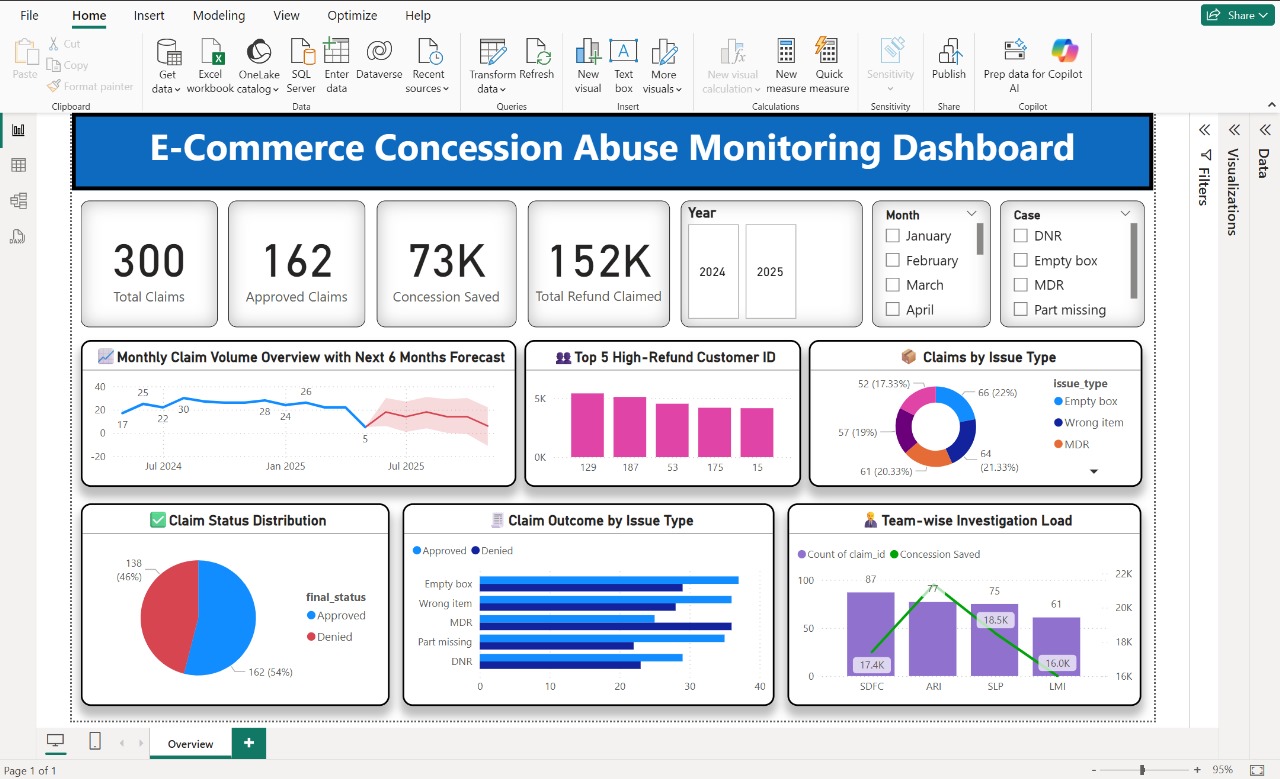 File Home Insert Modeling View Optimize Help Share
Paste
Cut
Copy
Format painter
Clipboard
Get data
Excel workbook
OneLake catalog
SQL Server
Enter data
Dataverse
Recent sources
Data
Transform data
Refresh
Queries
New visual
Text box
More visuals
Insert
New visual calculation
New measure
Quick measure
Calculations
Sensitivity
Sensitivity
Publish
Share
Prep data for AI
Copilot
Copilot
E-Commerce Concession Abuse Monitoring Dashboard
Filters
Visualizations
Data
300
Total Claims
162
Approved Claims
73K
Concession Saved
152K
Total Refund Claimed
Year
2024 2025
Month
January
February
March
April
Case
DNR
Empty box
MDR
Part missing
Monthly Claim Volume Overview with Next 6 Months Forecast
40
20
0
-20
17
25
22
30
28
24
26
5
Jul 2024 Jan 2025 Jul 2025
Top 5 High-Refund Customer ID
5K
0K
129 187 53 175 15
Claims by Issue Type
52 (17.33%)
66 (22%)
57 (19%)
64
(21.33%)
61 (20.33%)
issue_type
Empty box
Wrong item
MDR
Claim Status Distribution
138
(46%)
162 (54%)
final_status
Approved
Denied
Claim Outcome by Issue Type
Approved Denied
Empty box
Wrong item
MDR
Part missing
DNR
0 10 20 30 40
Team-wise Investigation Load
Count of claim_id Concession Saved
100
50
0
87
77
75
61
17.4K
18.5K
16.0K
22K
20K
18K
16K
SDFC ARI SLP LMI
Overview
+
Page 1 of 1
- + 95%